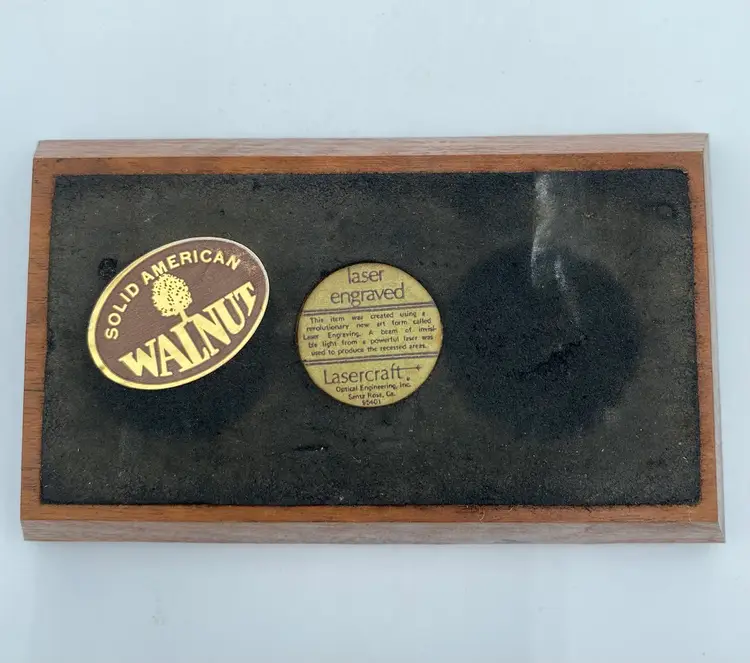 SOLID AMERICAN
WALNUT
laser
engraved
This item was created using a
revolutionary new art form called
Laser Engraving. A beam of invisi-
ble light from a powerful laser was
used to produce the recessed areas.
Lasercraft
Optical Engineering, Inc.
Santa Rosa, Ca.
95401